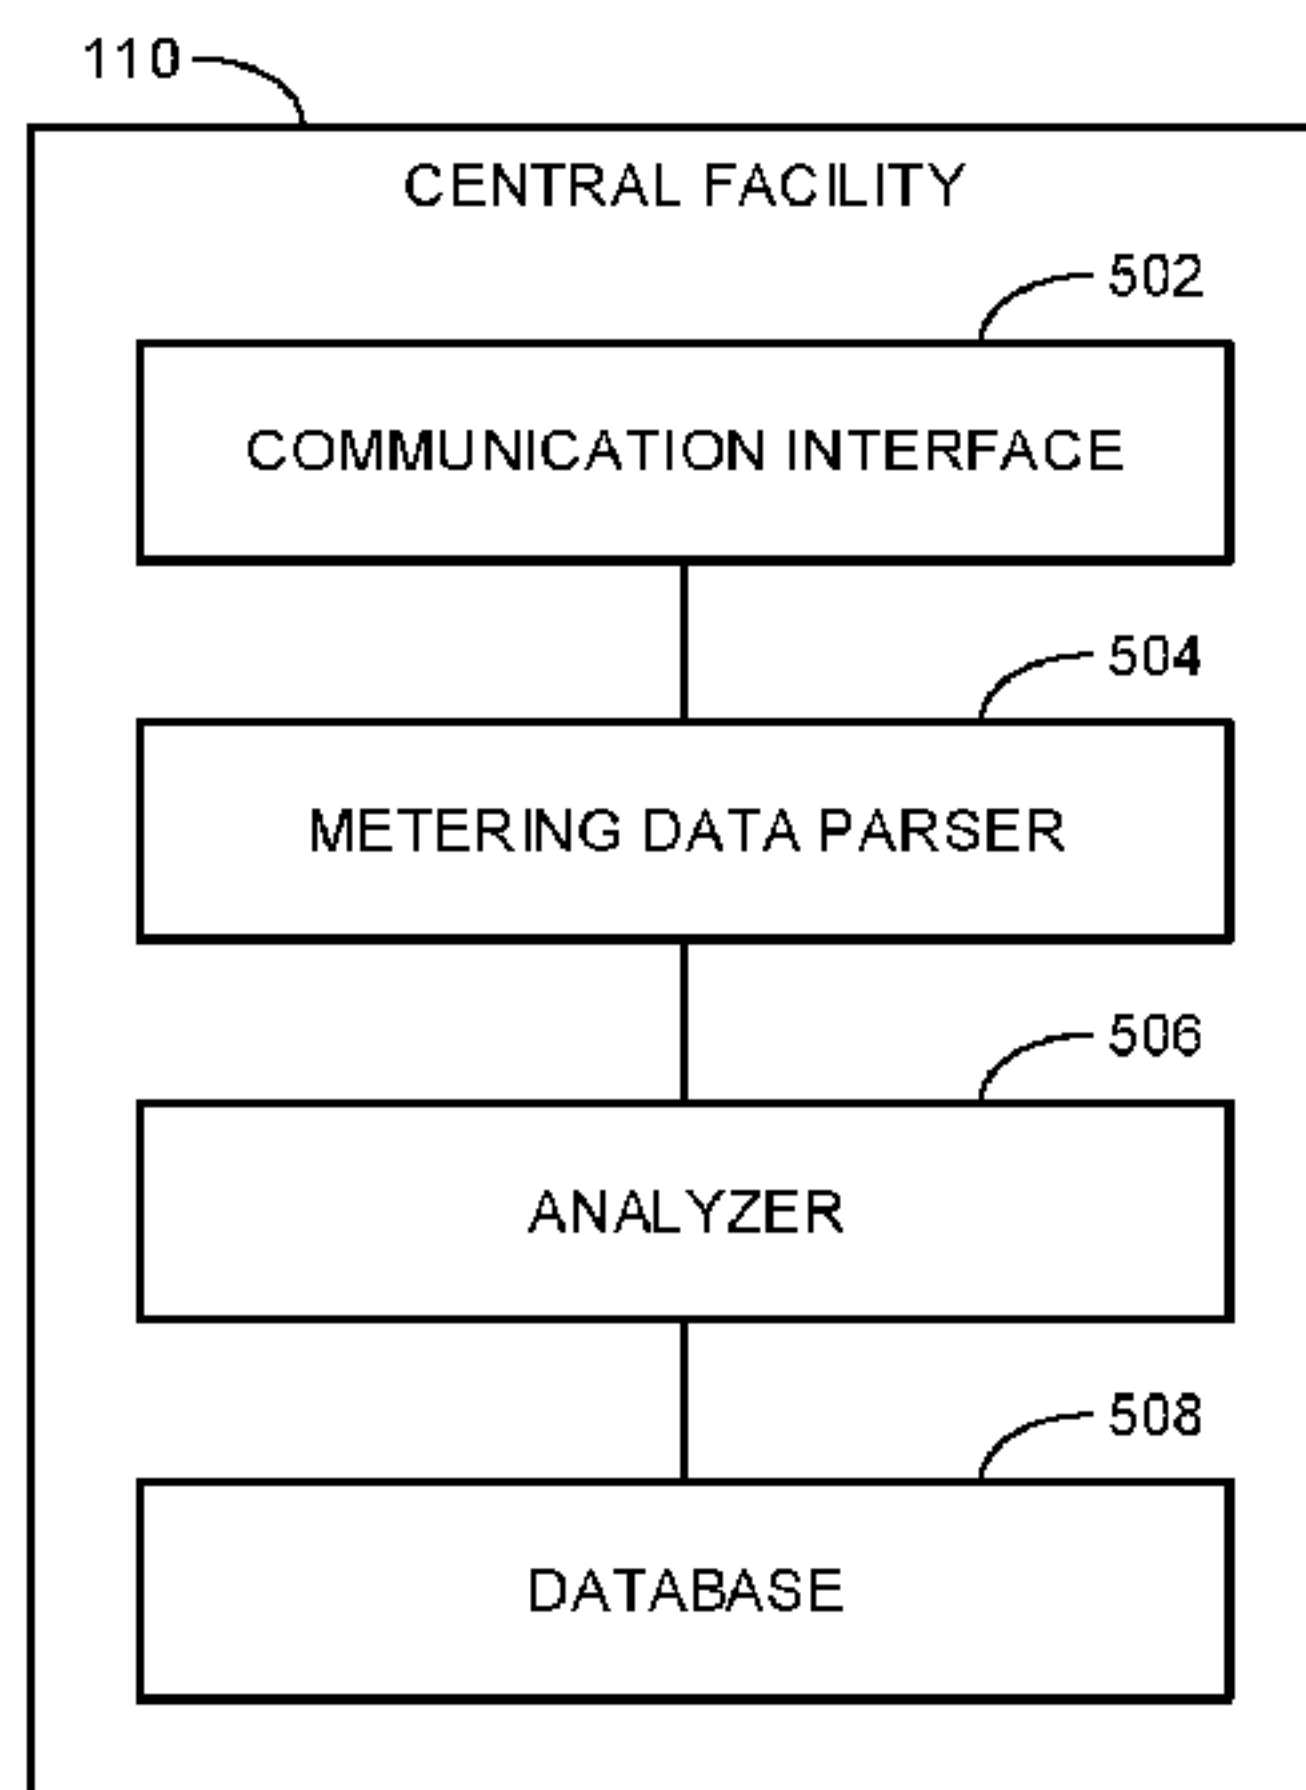 110
CENTRAL FACILITY
502
COMMUNICATION INTERFACE
504
METERING DATA PARSER
506
ANALYZER
508
DATABASE